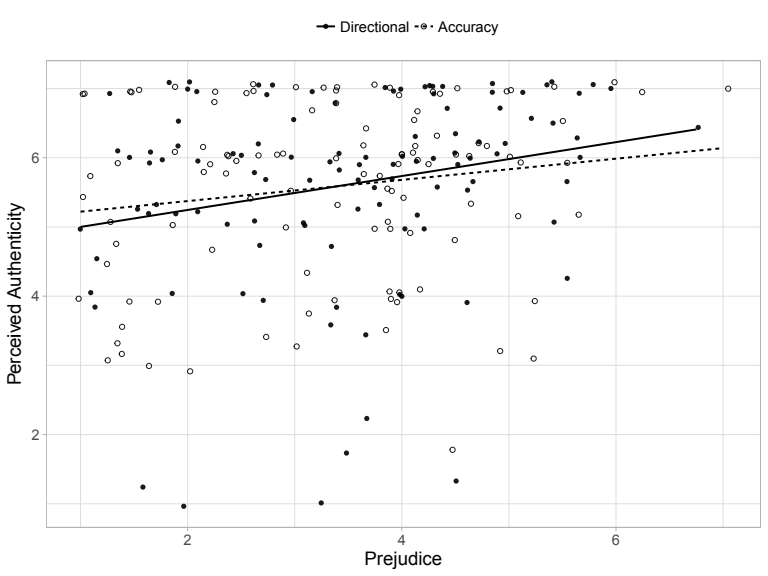 Directional Accuracy
Perceived Authenticity
6
4
2
2 4 6
Prejudice